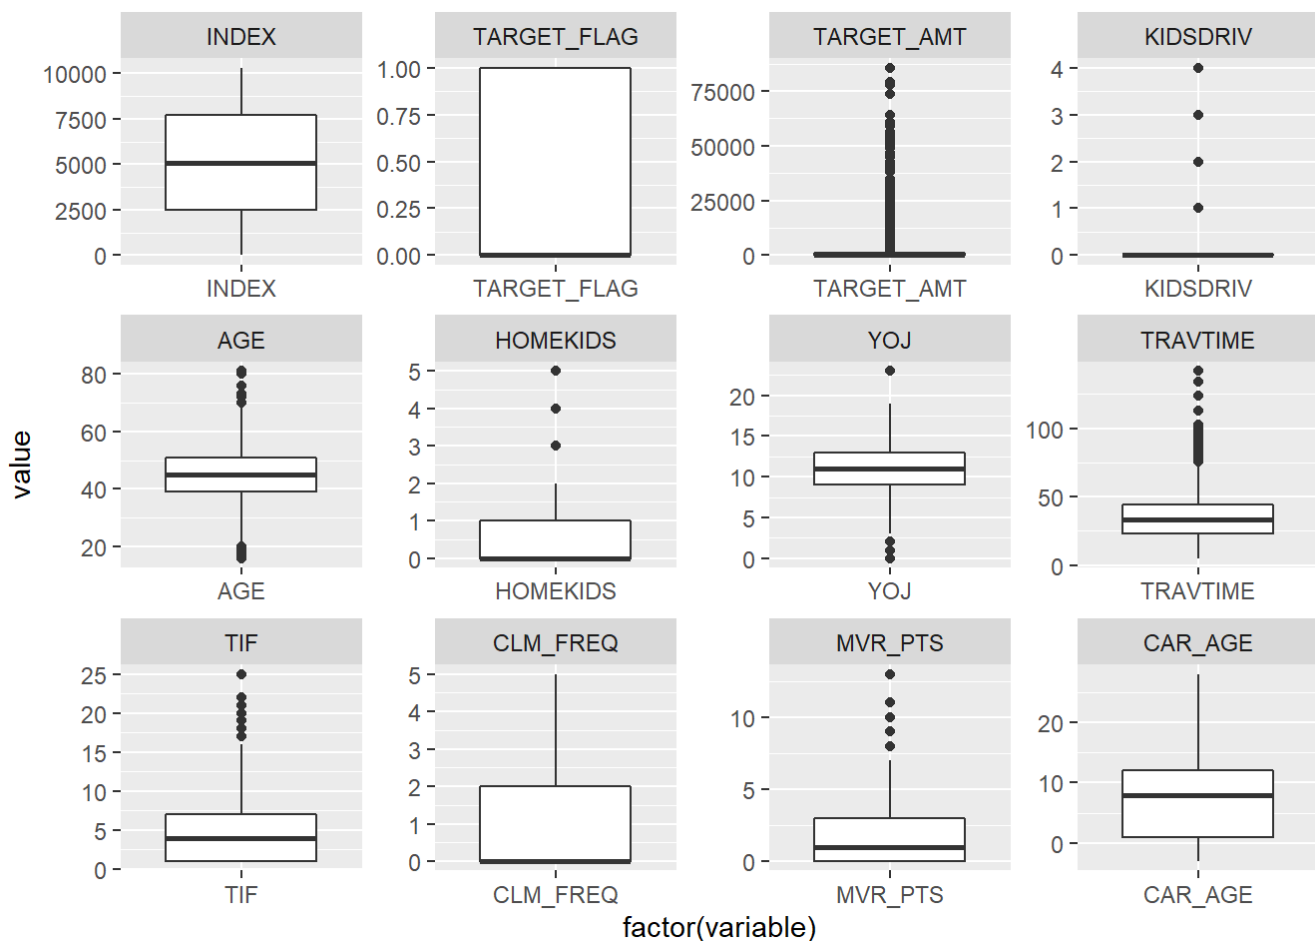 INDEX TARGET_FLAG TARGET_AMT KIDSDRIV
10000 1.00 4
7500 0.75 75000 3
5000 0.50 50000 2
2500 0.25 25000 1
0 0.00 0 0
INDEX TARGET_FLAG TARGET_AMT KIDSDRIV
AGE HOMEKIDS YOJ TRAVTIME
80 5 20 100
60 4 15 50
40 3 10 0
20 2 5
1 0
0
AGE HOMEKIDS YOJ TRAVTIME
value
TIF CLM_FREQ MVR_PTS CAR_AGE
25 5 10 20
20 4 5 10
15 3 0 0
10 2
5 1
0 0
TIF CLM_FREQ MVR_PTS CAR_AGE
factor(variable)